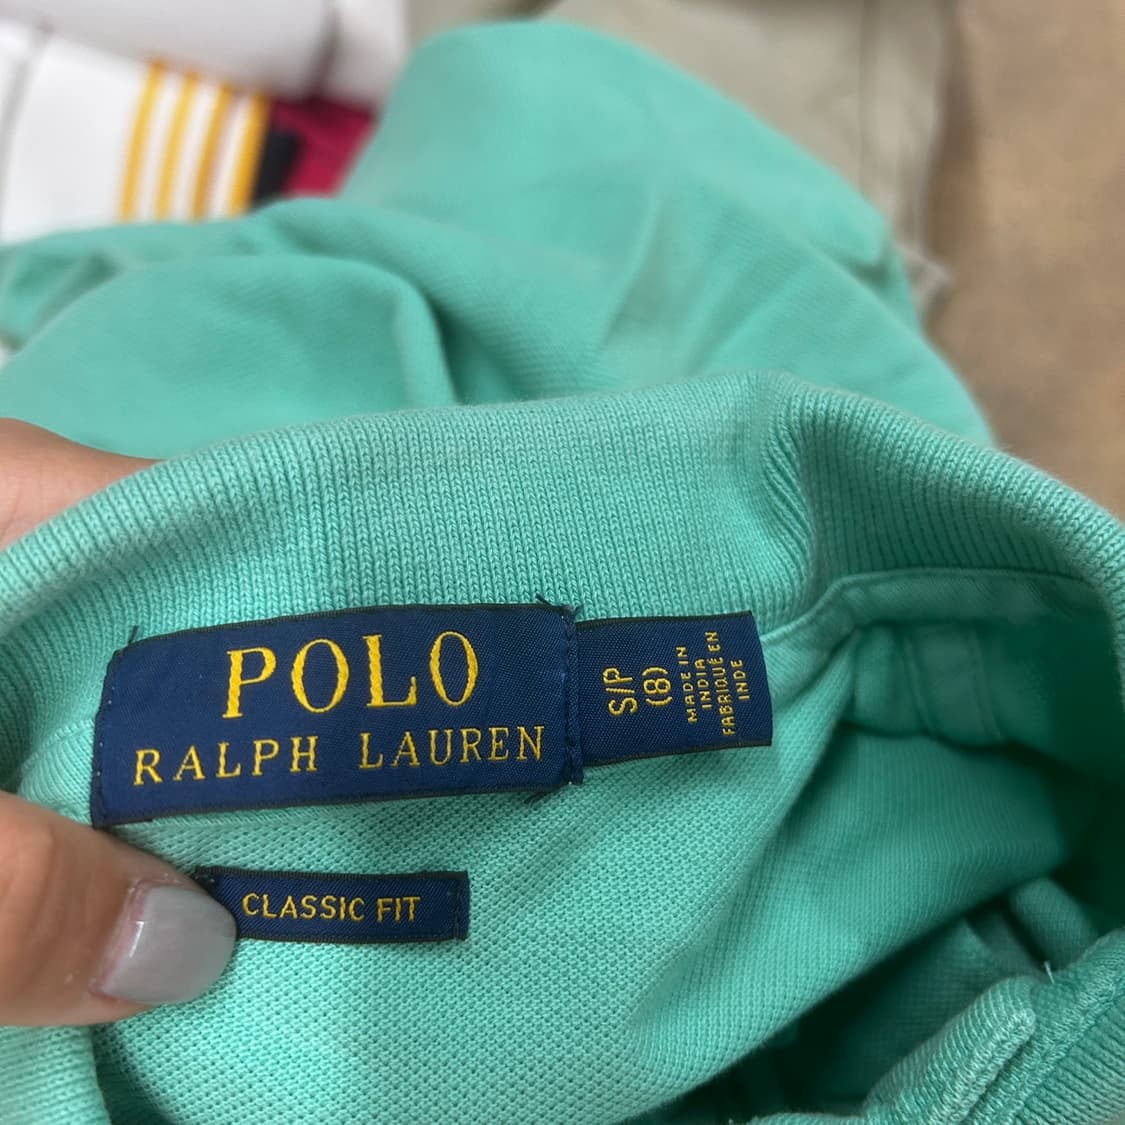 POLO
RALPH LAUREN
S/P
(8)
MADE IN
INDIA
FABRIQUÉ EN
INDE
CLASSIC FIT